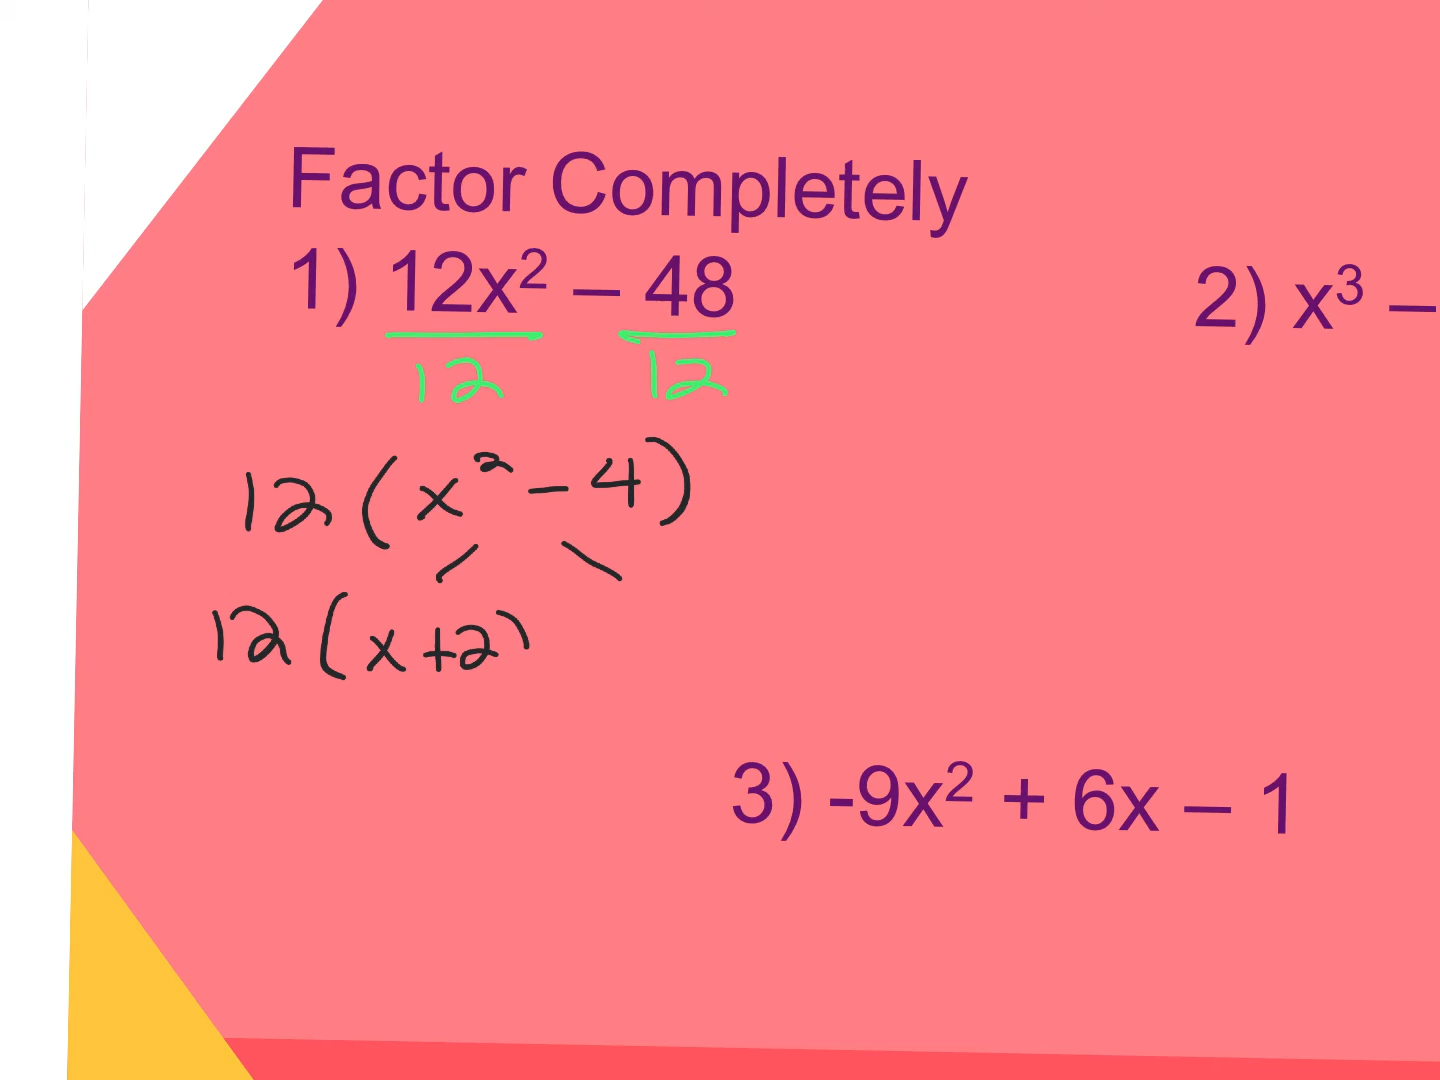 Factor Completely
1) 12x² – 48
12 12
2) x³ –
12(x² - 4)
12(x+2)
3) -9x² + 6x – 1